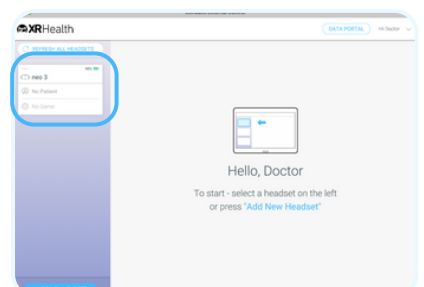 XRHealth
DATA PORTAL
Hi Doctor
REFRESH ALL HEADSETS
neo 3
No Patient
No Game
Hello, Doctor
To start - select a headset on the left
or press "Add New Headset"